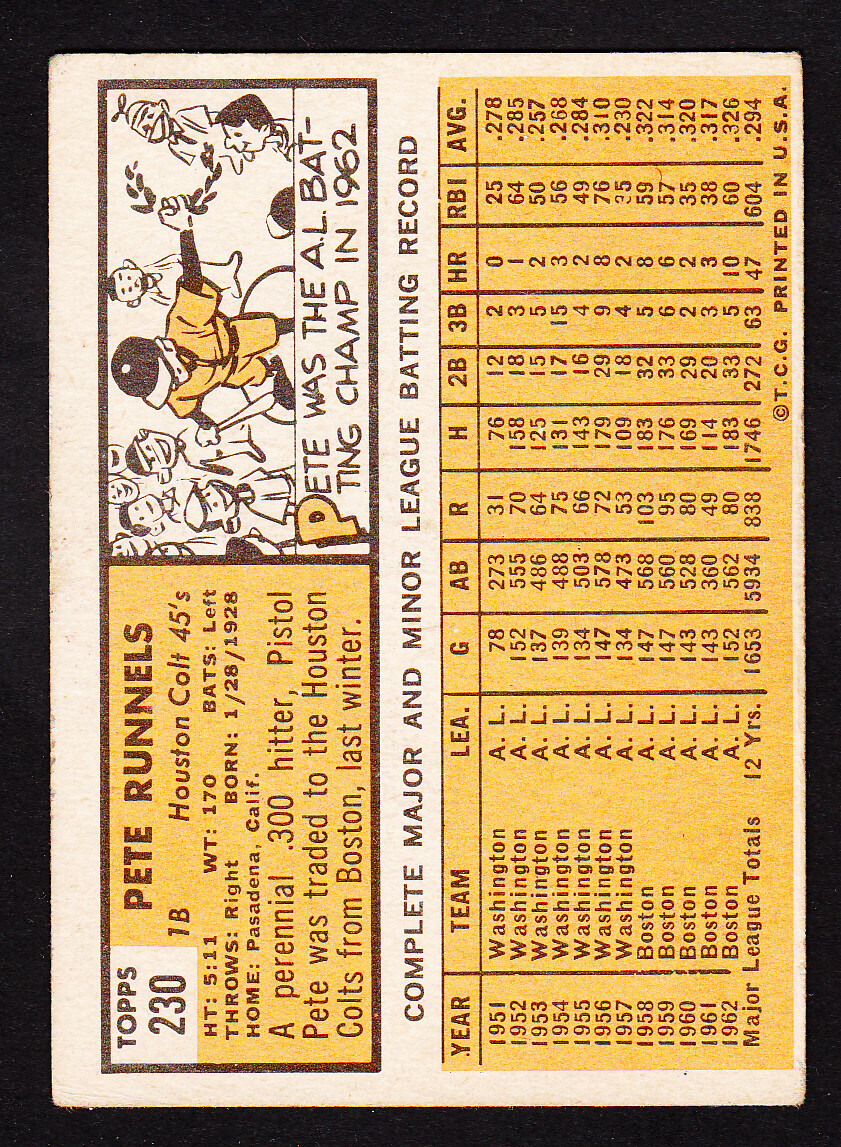 TOPPS
230
PETE RUNNELS
1B Houston Colt 45's
HT: 5:11 WT: 170 BATS: Left
THROWS: Right BORN: 1/28/1928
HOME: Pasadena, Calif.
A perennial .300 hitter, Pistol
Pete was traded to the Houston
Colts from Boston, last winter.
PETE WAS THE A.L. BAT-
TING CHAMP IN 1962
COMPLETE MAJOR AND MINOR LEAGUE BATTING RECORD
YEAR TEAM LEA. G AB R H 2B 3B HR RBI AVG.
1951 Washington A. L. 78 273 31 76 12 2 0 25 .278
1952 Washington A. L. 152 555 70 158 18 3 1 64 .285
1953 Washington A. L. 137 486 64 125 15 5 2 50 .257
1954 Washington A. L. 139 488 75 131 17 15 3 56 .268
1955 Washington A. L. 134 503 66 143 16 4 2 49 .284
1956 Washington A. L. 147 578 72 179 29 9 8 76 .310
1957 Washington A. L. 134 473 53 109 18 4 2 35 .230
1958 Boston A. L. 147 568 103 183 32 5 8 59 .322
1959 Boston A. L. 147 560 95 176 33 6 6 57 .314
1960 Boston A. L. 143 528 80 169 29 2 2 35 .320
1961 Boston A. L. 143 360 49 114 20 3 3 38 .317
1962 Boston A. L. 152 562 80 183 33 5 10 60 .326
Major League Totals 12 Yrs. 1653 5934 838 1746 272 63 47 604 .294
©T.C.G. PRINTED IN U.S.A.